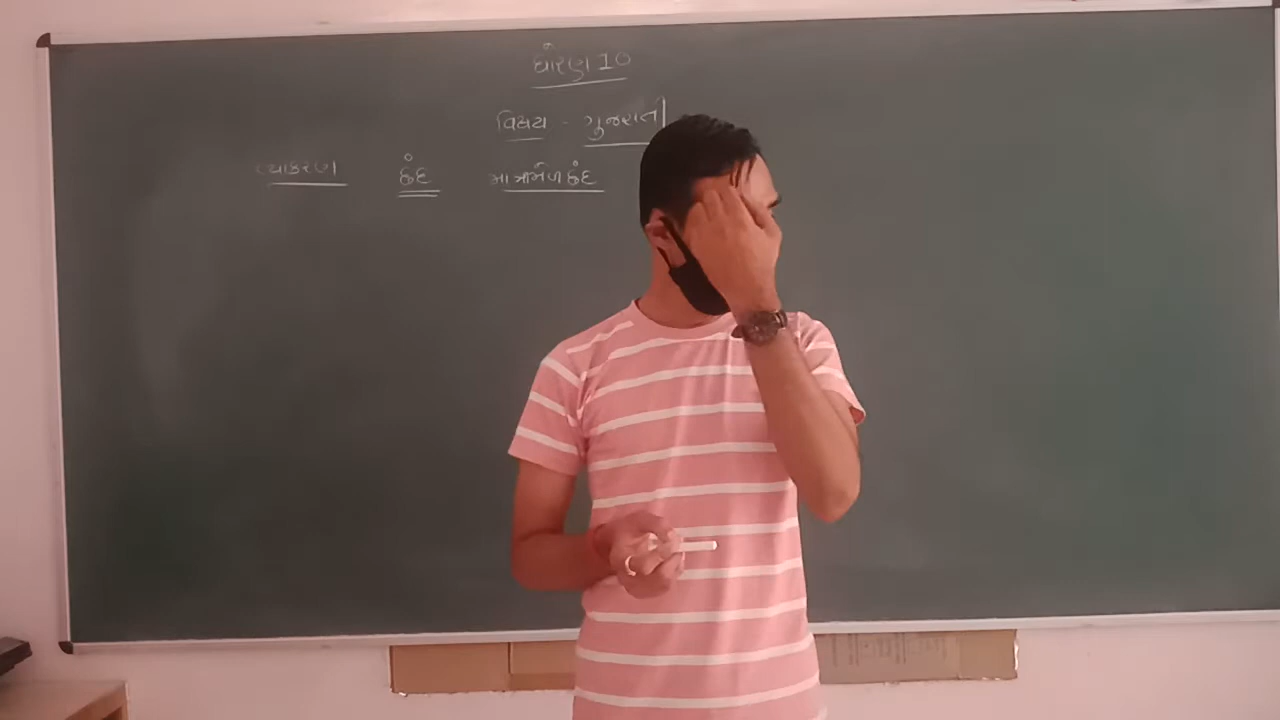 ધોરણ 10
વિષય - ગુજરાતી
વ્યાકરણ છંદ માત્રામેળ છંદ